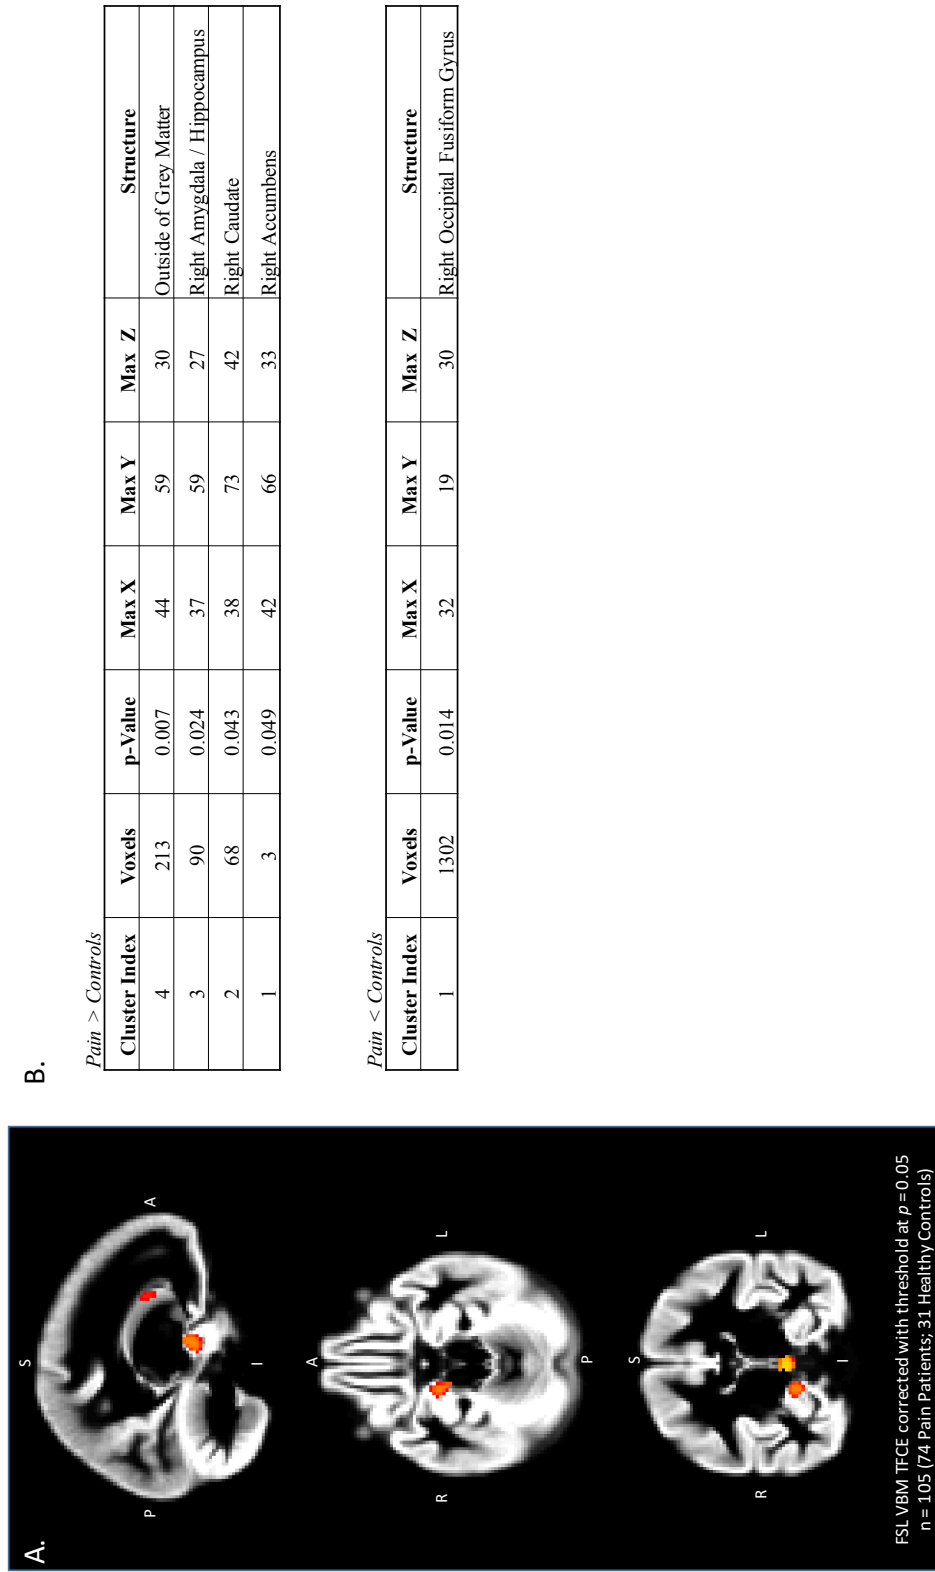 A.
S
P
A
I
A
R
L
P
S
R
L
I
FSL VBM TFCE corrected with threshold at p = 0.05
n = 105 (74 Pain Patients; 31 Healthy Controls)
B.
Pain > Controls
Cluster Index Voxels p-Value Max X Max Y Max Z Structure
4 213 0.007 44 59 30 Outside of Grey Matter
3 90 0.024 37 59 27 Right Amygdala / Hippocampus
2 68 0.043 38 73 42 Right Caudate
1 3 0.049 42 66 33 Right Accumbens
Pain < Controls
Cluster Index Voxels p-Value Max X Max Y Max Z Structure
1 1302 0.014 32 19 30 Right Occipital Fusiform Gyrus